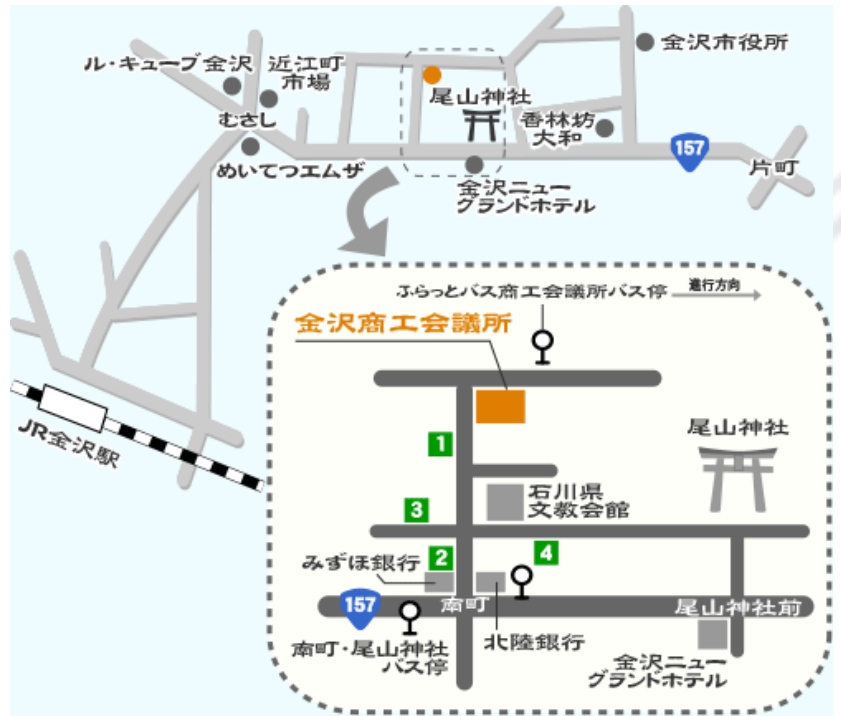 金沢市役所
ル・キューブ金沢
近江町
市場
尾山神社
むさし
香林坊
大和
157
めいてつエムザ
片町
金沢ニュー
グランドホテル
ふらっとバス商工会議所バス停
進行方向
金沢商工会議所
JR金沢駅
1
尾山神社
石川県
文教会館
3
2
4
みずほ銀行
157
南町
尾山神社前
南町・尾山神社
バス停
北陸銀行
金沢ニュー
グランドホテル